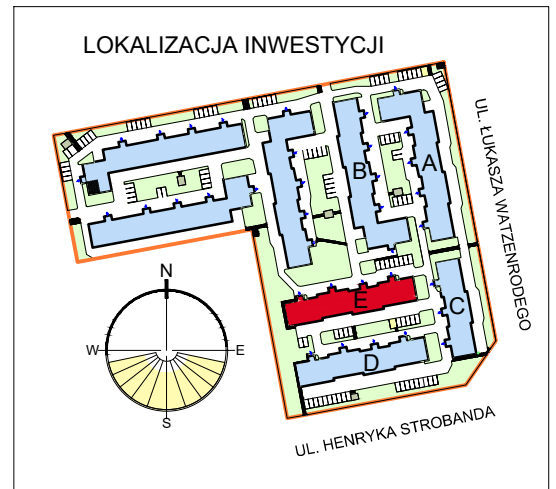 LOKALIZACJA INWESTYCJI
UL. ŁUKASZA WATZENRODEGO
A
B
E
C
D
N
W
E
S
UL. HENRYKA STROBANDA